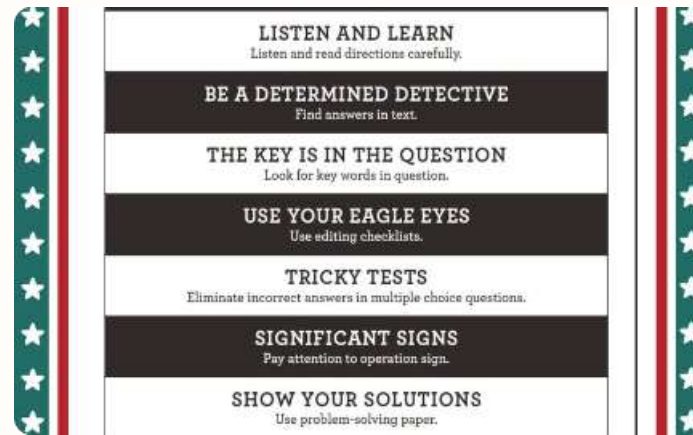 LISTEN AND LEARN
Listen and read directions carefully.
BE A DETERMINED DETECTIVE
Find answers in text.
THE KEY IS IN THE QUESTION
Look for key words in question.
USE YOUR EAGLE EYES
Use editing checklists.
TRICKY TESTS
Eliminate incorrect answers in multiple choice questions.
SIGNIFICANT SIGNS
Pay attention to operation sign.
SHOW YOUR SOLUTIONS
Use problem-solving paper.